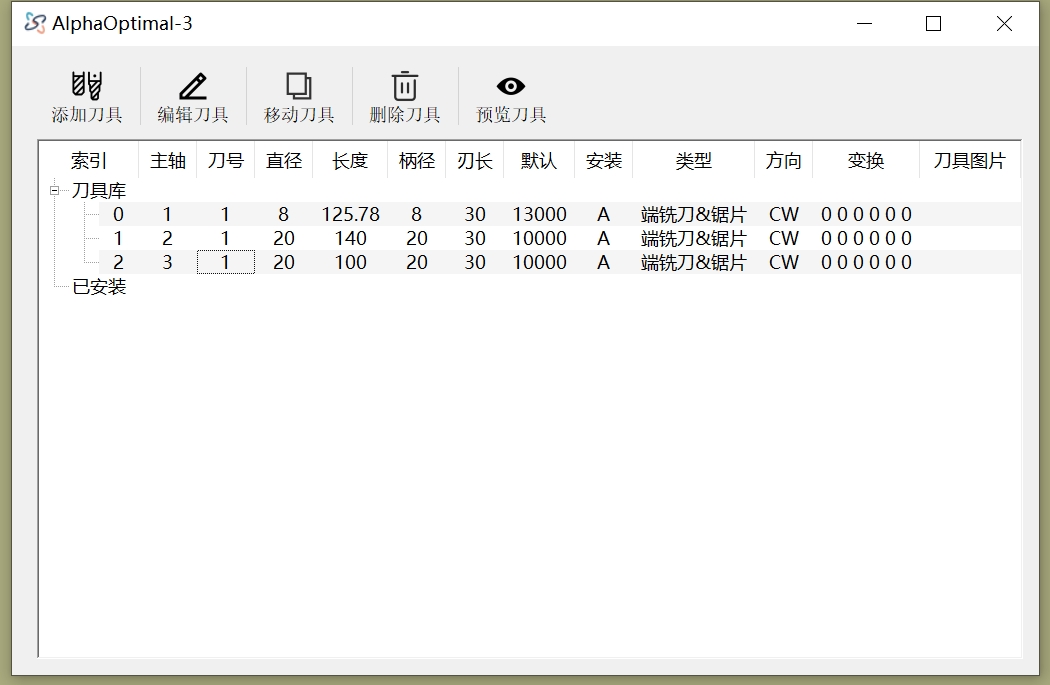 AlphaOptimal-3
添加刀具 编辑刀具 移动刀具 删除刀具 预览刀具
索引 主轴 刀号 直径 长度 柄径 刃长 默认 安装 类型 方向 变换 刀具图片
刀具库
0 1 1 8 125.78 8 30 13000 A 端铣刀&锯片 CW 0 0 0 0 0 0
1 2 1 20 140 20 30 10000 A 端铣刀&锯片 CW 0 0 0 0 0 0
2 3 1 20 100 20 30 10000 A 端铣刀&锯片 CW 0 0 0 0 0 0
已安装